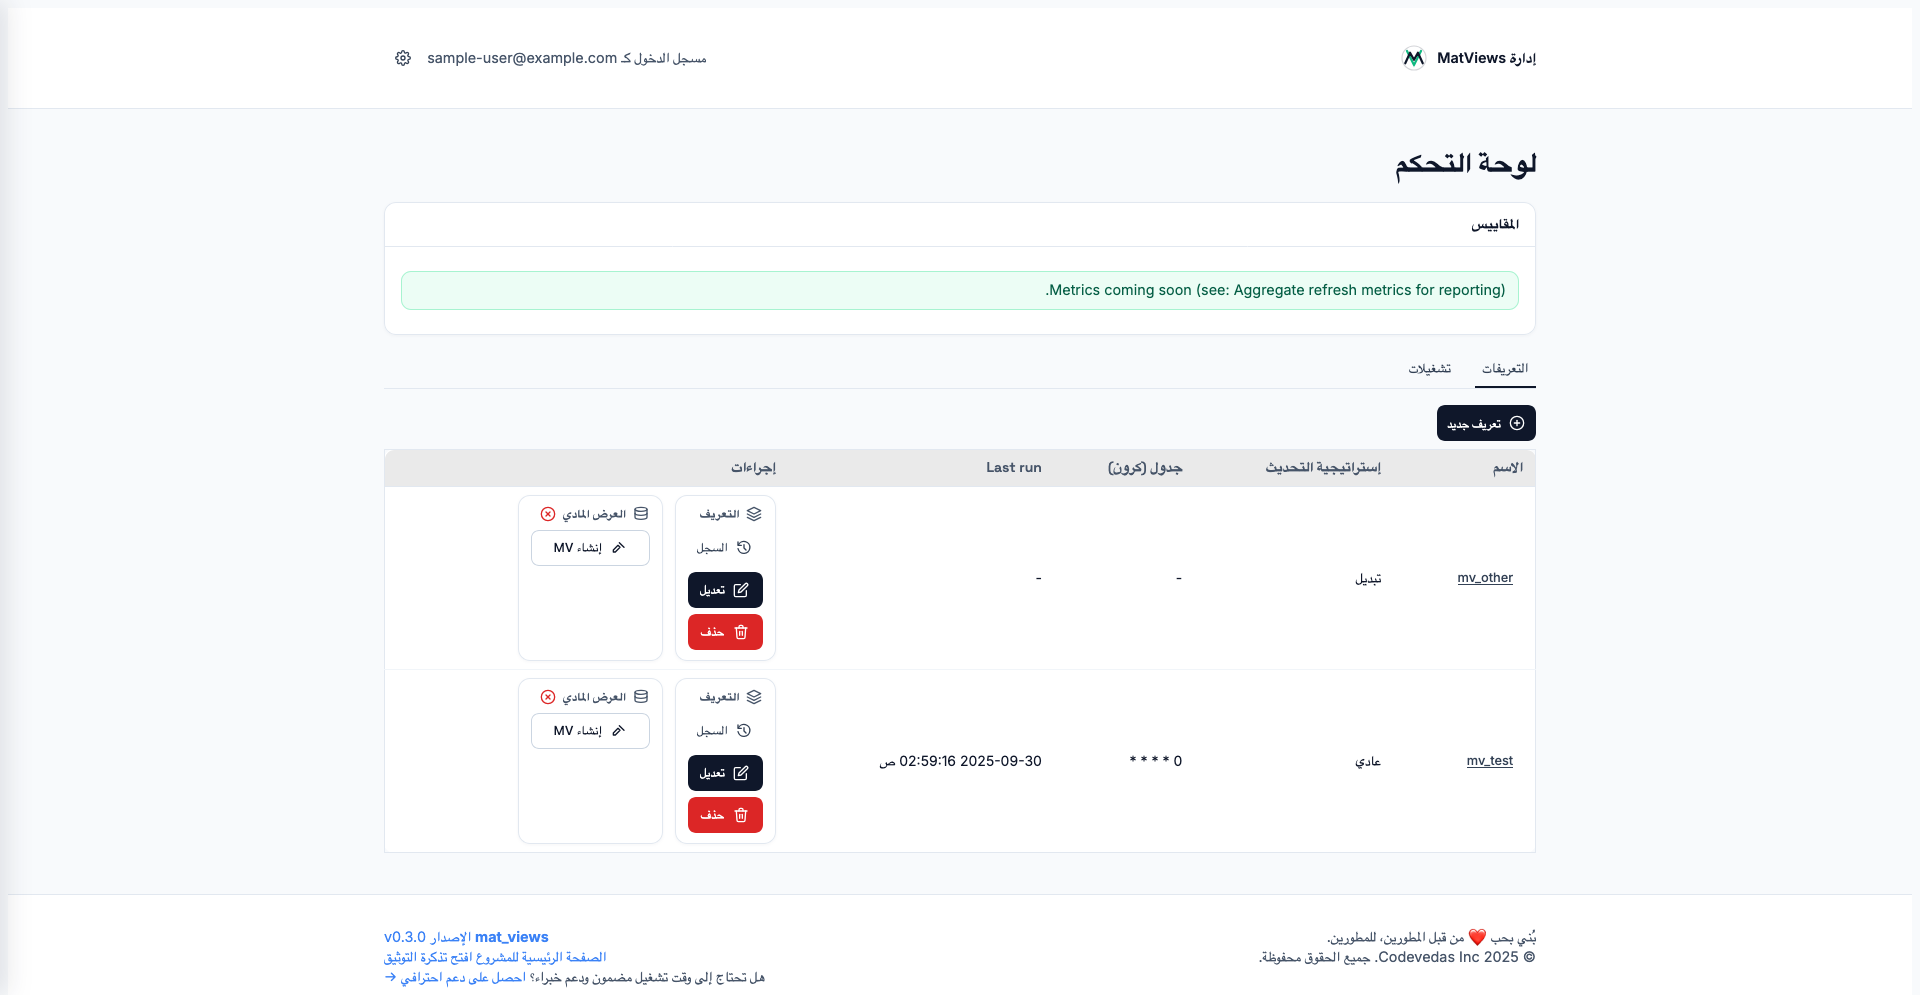 إدارة MatViews
مسجل الدخول كـ sample-user@example.com
لوحة التحكم
المقاييس
Metrics coming soon (see: Aggregate refresh metrics for reporting).
التعريفات
تشغيلات
تعريف جديد
الاسم إستراتيجية التحديث جدول (كرون) Last run إجراءات
mv_other تبديل - -
التعريف
السجل
تعديل
حذف
العرض المادي
إنشاء MV
mv_test عادي 0 * * * * 2025-09-30 02:59:16 ص
التعريف
السجل
تعديل
حذف
العرض المادي
إنشاء MV
بُني بحب ❤️ من قبل المطورين، للمطورين.
© 2025 Codevedas Inc. جميع الحقوق محفوظة.
mat_views الإصدار v0.3.0
الصفحة الرئيسية للمشروع افتح تذكرة التوثيق
هل تحتاج إلى وقت تشغيل مضمون ودعم خبراء؟ احصل على دعم احترافي →